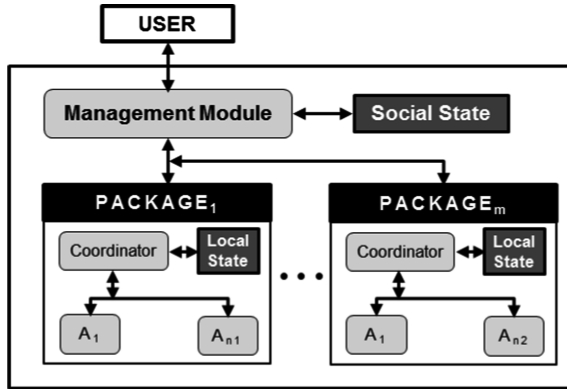 USER
Management Module
Social State
PACKAGE1
PACKAGEm
Coordinator
Local
State
Coordinator
Local
State
A1
An1
A1
An2